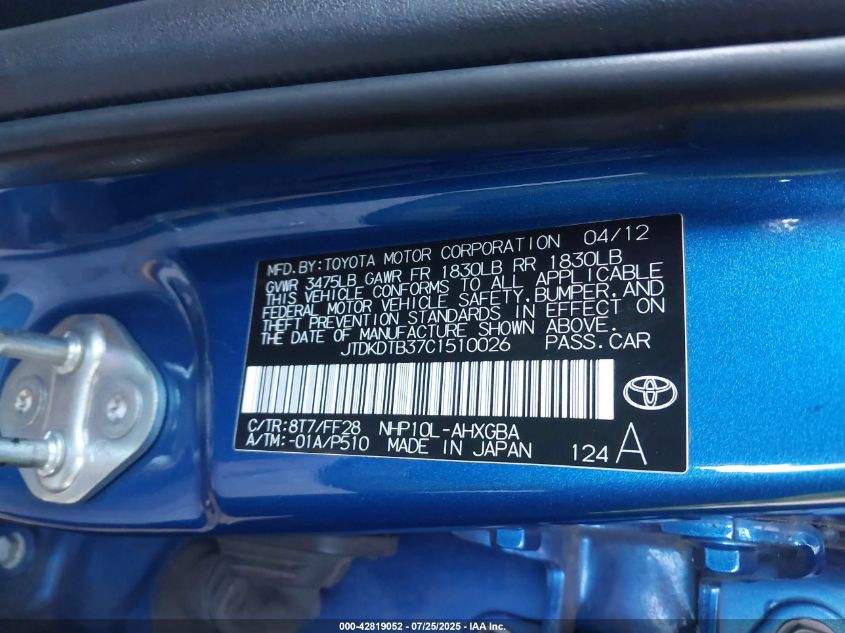 MFD.BY:TOYOTA MOTOR CORPORATION 04/12
GVWR 3475LB GAWR FR 1830LB RR 1830LB
THIS VEHICLE CONFORMS TO ALL APPLICABLE
FEDERAL MOTOR VEHICLE SAFETY, BUMPER, AND
THEFT PREVENTION STANDARDS IN EFFECT ON
THE DATE OF MANUFACTURE SHOWN ABOVE.
JTDKDTB37C1510026 PASS.CAR
C/TR:8T7/FF28 NHP10L-AHXGBA
A/TM:-01A/P510 MADE IN JAPAN 124 A
000-42819052 - 07/25/2025 - IAA Inc.